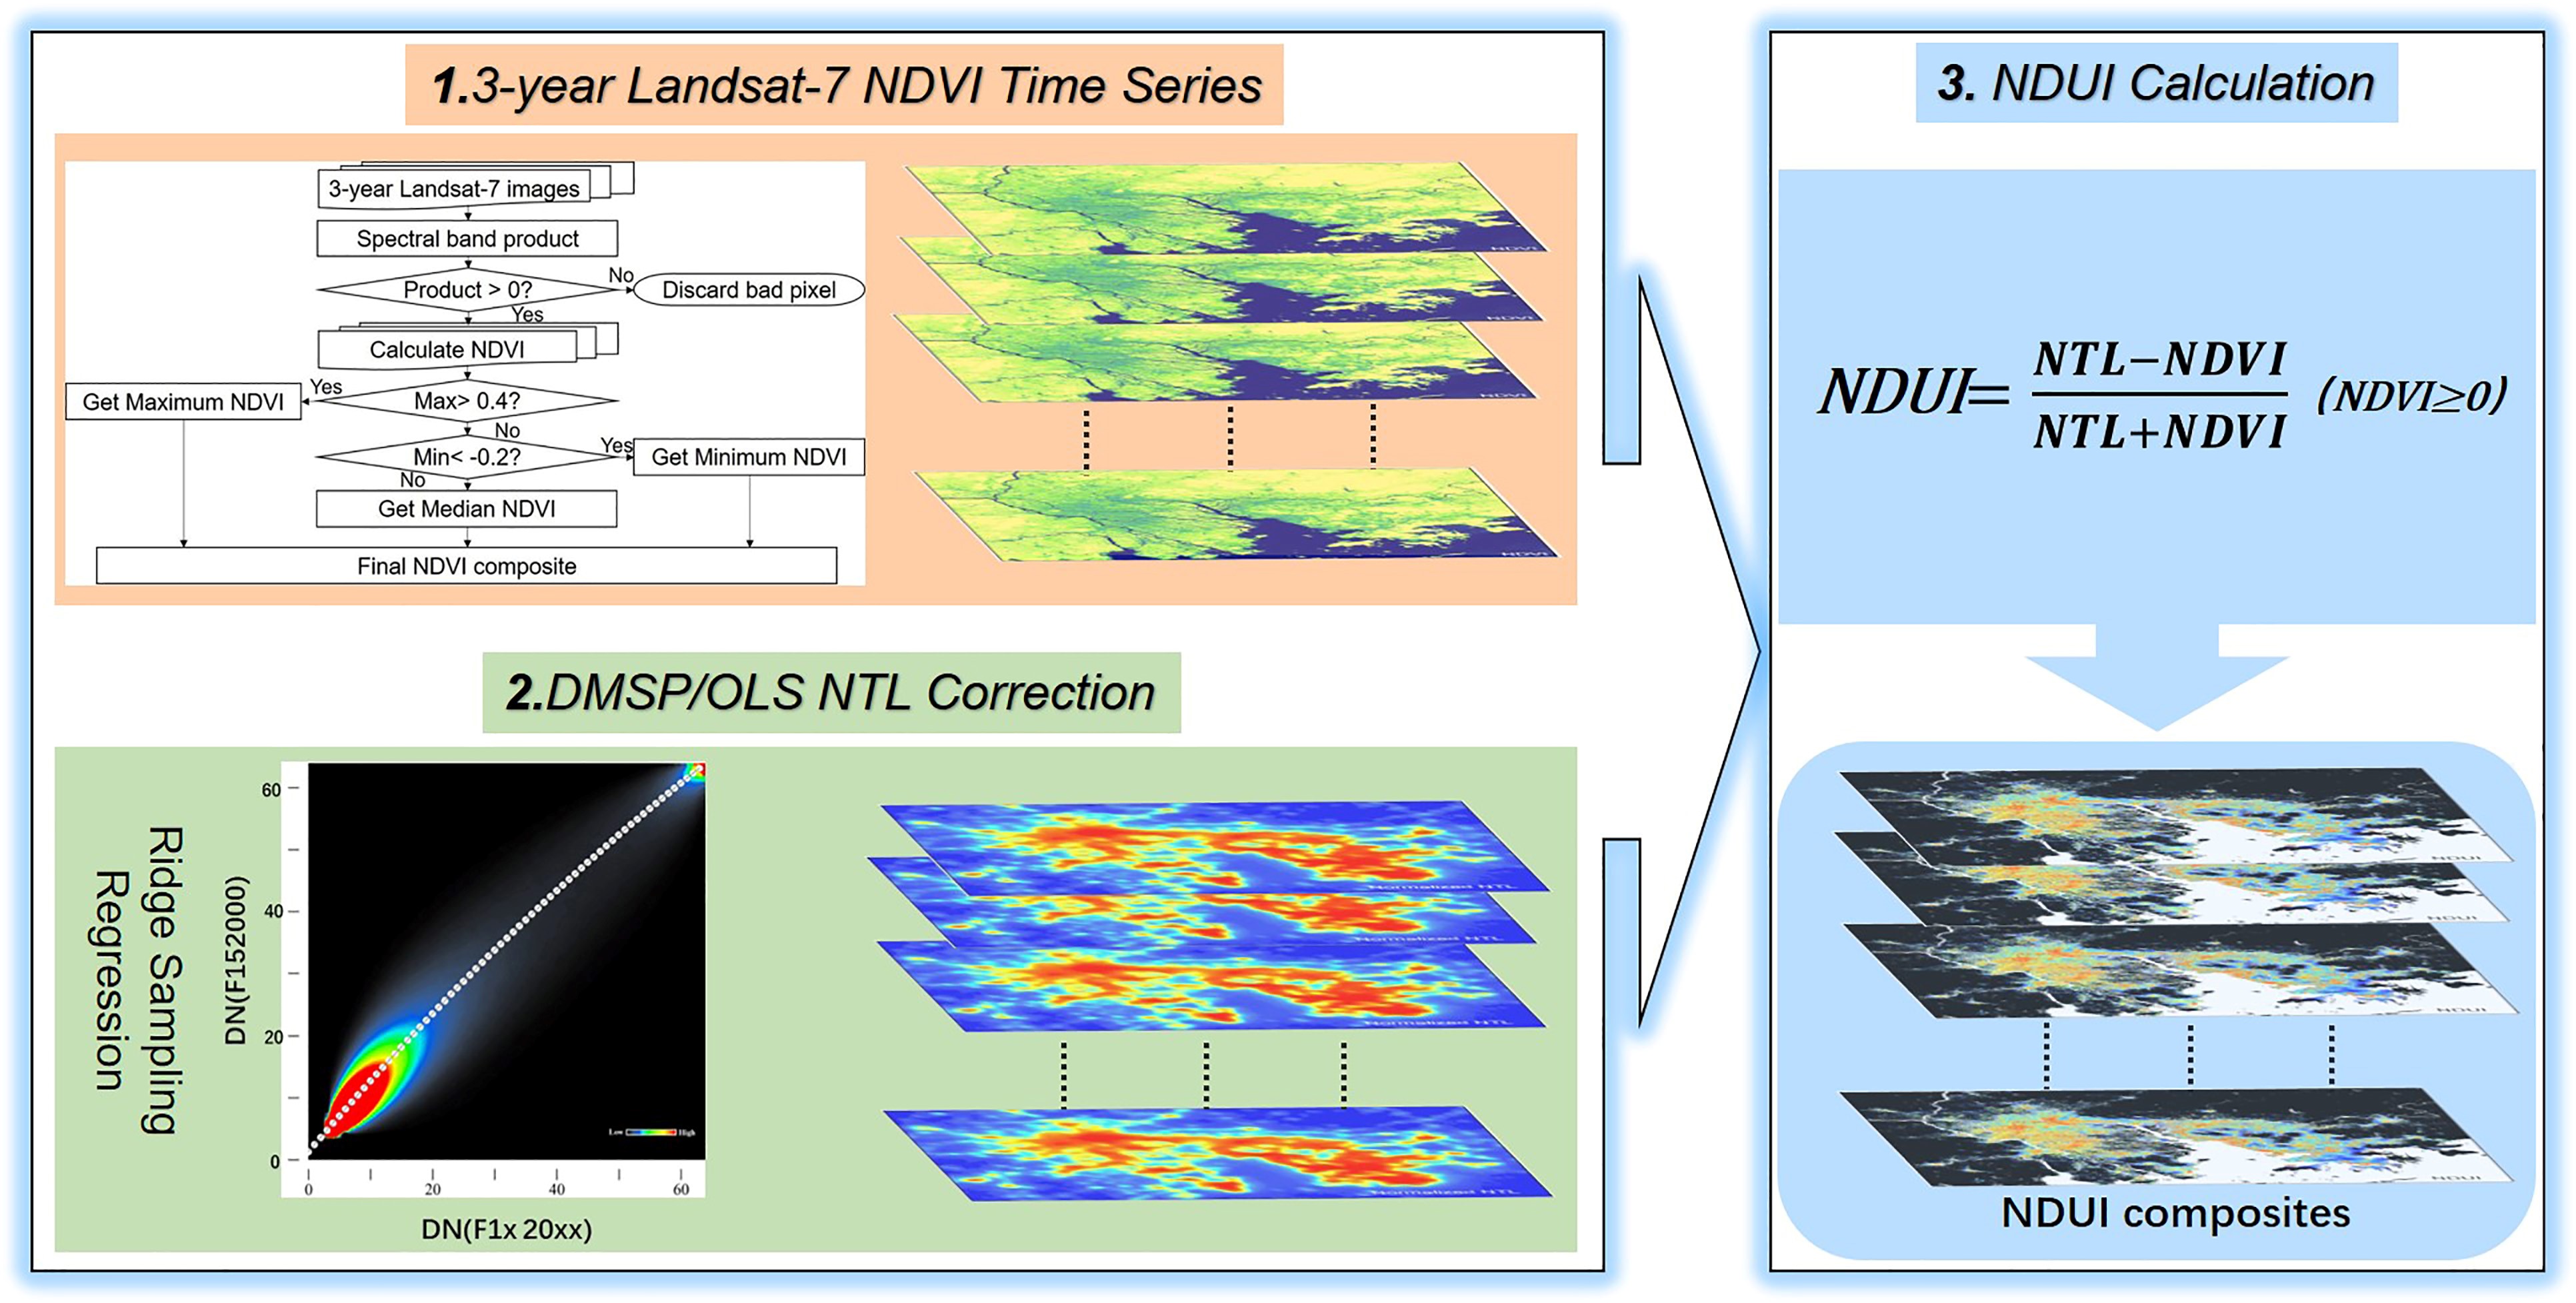 1.3-year Landsat-7 NDVI Time Series
3-year Landsat-7 images
Spectral band product
Product > 0?
No
Discard bad pixel
Yes
Calculate NDVI
Get Maximum NDVI
Yes
Max> 0.4?
No
Min< -0.2?
Yes
Get Minimum NDVI
No
Get Median NDVI
Final NDVI composite
NDVI
NDVI
NDVI
NDVI
2.DMSP/OLS NTL Correction
Ridge Sampling
Regression
DN(F152000)
60
40
20
0
0
20
40
60
Low
High
DN(F1x 20xx)
Normalized NTL
Normalized NTL
Normalized NTL
Normalized NTL
3. NDUI Calculation
NDUI= NTL−NDVI / NTL+NDVI (NDVI≥0)
NDUI
NDUI
NDUI
NDUI
NDUI composites